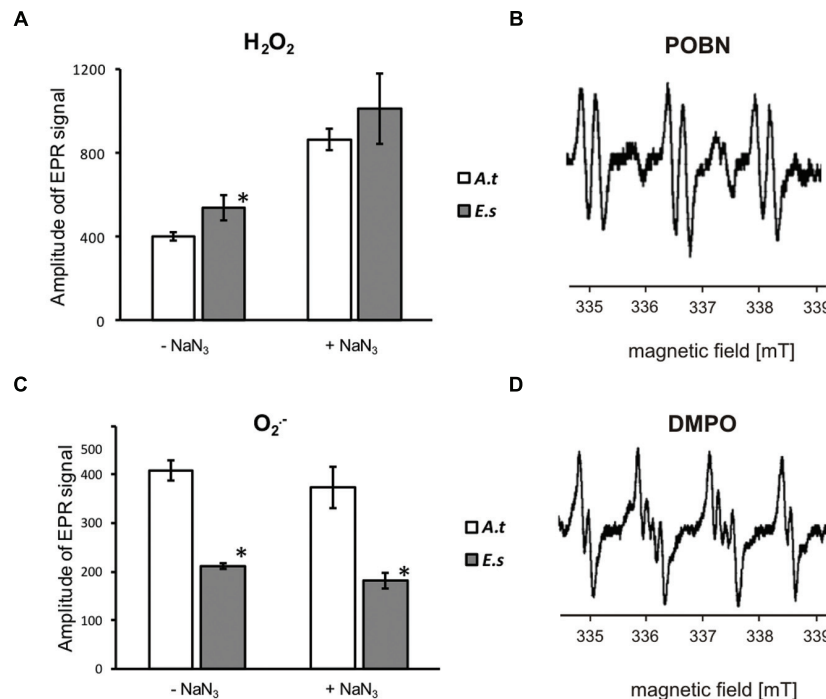 A
H₂O₂
Amplitude odf EPR signal
1200
800
400
0
- NaN₃
+ NaN₃
A.t
E.s
*
B
POBN
335 336 337 338 339
magnetic field [mT]
C
O₂·-
Amplitude of EPR signal
500
400
300
200
100
0
- NaN₃
+ NaN₃
A.t
E.s
*
*
D
DMPO
335 336 337 338 339
magnetic field [mT]